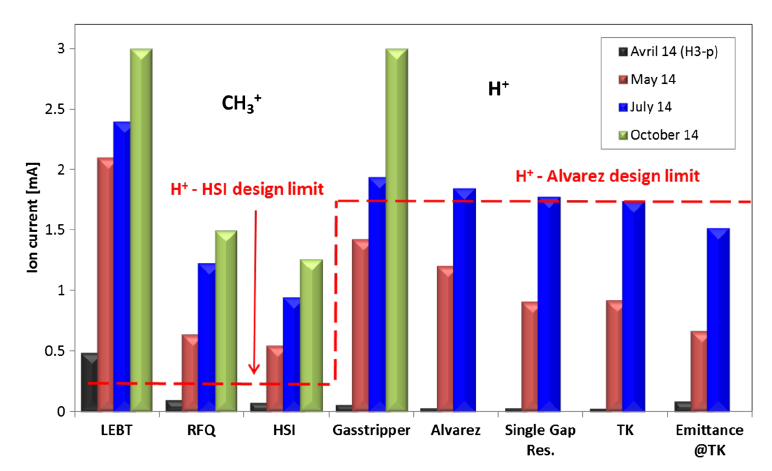 3
2.5
2
1.5
1
0.5
0
Ion current [mA]
CH₃⁺
H⁺
Avril 14 (H3-p)
May 14
July 14
October 14
H⁺ - HSI design limit
H⁺ - Alvarez design limit
LEBT
RFQ
HSI
Gasstripper
Alvarez
Single Gap
Res.
TK
Emittance
@TK